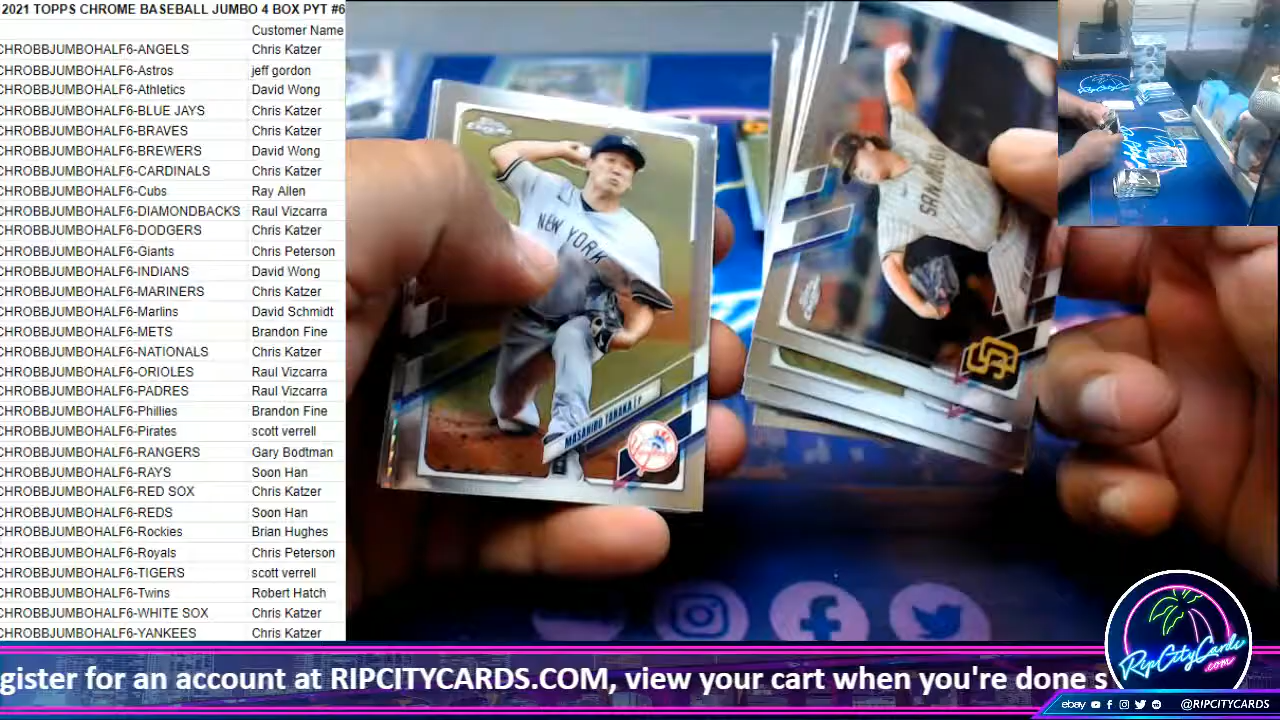 2021 TOPPS CHROME BASEBALL JUMBO 4 BOX PYT #6
Customer Name
CHROBBJUMBOHALF6-ANGELS Chris Katzer
CHROBBJUMBOHALF6-Astros jeff gordon
CHROBBJUMBOHALF6-Athletics David Wong
CHROBBJUMBOHALF6-BLUE JAYS Chris Katzer
CHROBBJUMBOHALF6-BRAVES Chris Katzer
CHROBBJUMBOHALF6-BREWERS David Wong
CHROBBJUMBOHALF6-CARDINALS Chris Katzer
CHROBBJUMBOHALF6-Cubs Ray Allen
CHROBBJUMBOHALF6-DIAMONDBACKS Raul Vizcarra
CHROBBJUMBOHALF6-DODGERS Chris Katzer
CHROBBJUMBOHALF6-Giants Chris Peterson
CHROBBJUMBOHALF6-INDIANS David Wong
CHROBBJUMBOHALF6-MARINERS Chris Katzer
CHROBBJUMBOHALF6-Marlins David Schmidt
CHROBBJUMBOHALF6-METS Brandon Fine
CHROBBJUMBOHALF6-NATIONALS Chris Katzer
CHROBBJUMBOHALF6-ORIOLES Raul Vizcarra
CHROBBJUMBOHALF6-PADRES Raul Vizcarra
CHROBBJUMBOHALF6-Phillies Brandon Fine
CHROBBJUMBOHALF6-Pirates scott verrell
CHROBBJUMBOHALF6-RANGERS Gary Bodtman
CHROBBJUMBOHALF6-RAYS Soon Han
CHROBBJUMBOHALF6-RED SOX Chris Katzer
CHROBBJUMBOHALF6-REDS Soon Han
CHROBBJUMBOHALF6-Rockies Brian Hughes
CHROBBJUMBOHALF6-Royals Chris Peterson
CHROBBJUMBOHALF6-TIGERS scott verrell
CHROBBJUMBOHALF6-Twins Robert Hatch
CHROBBJUMBOHALF6-WHITE SOX Chris Katzer
CHROBBJUMBOHALF6-YANKEES Chris Katzer
NEW YORK
MASAHIRO TANAKA | P
SAN DIEGO
SD
gister for an account at RIPCITYCARDS.COM, view your cart when you're done s
RipCityCards
.com
ebay @RIPCITYCARDS